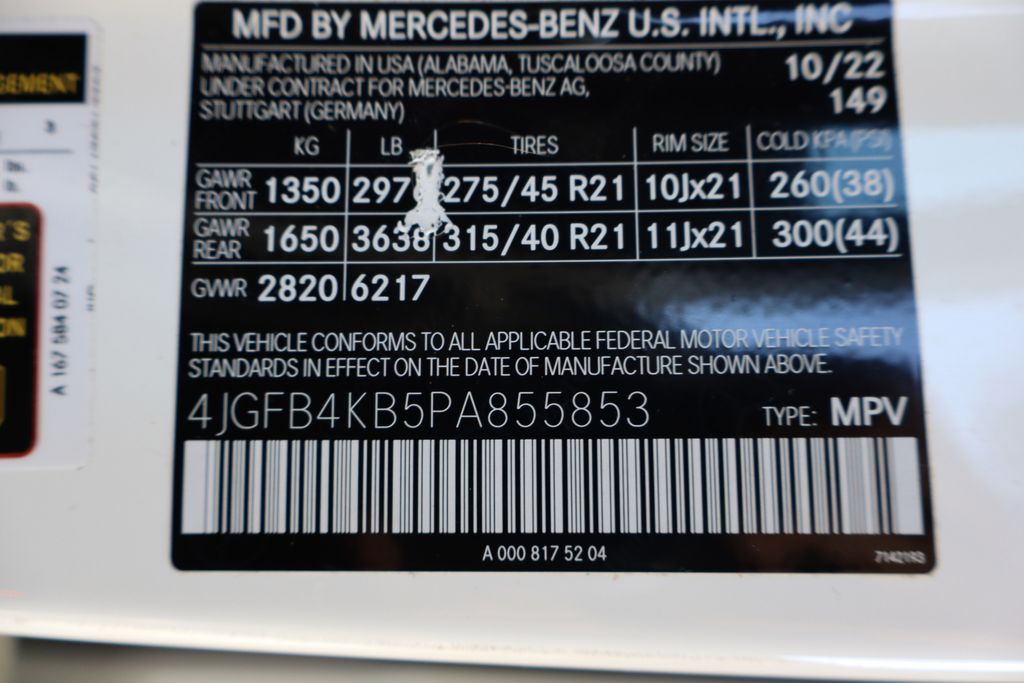 MFD BY MERCEDES-BENZ U.S. INTL., INC
MANUFACTURED IN USA (ALABAMA, TUSCALOOSA COUNTY) 10/22
UNDER CONTRACT FOR MERCEDES-BENZ AG, 149
STUTTGART (GERMANY)
KG LB TIRES RIM SIZE COLD KPA (PSI)
GAWR FRONT 1350 297 275/45 R21 10Jx21 260(38)
GAWR REAR 1650 3638 315/40 R21 11Jx21 300(44)
GVWR 2820 6217
THIS VEHICLE CONFORMS TO ALL APPLICABLE FEDERAL MOTOR VEHICLE SAFETY
STANDARDS IN EFFECT ON THE DATE OF MANUFACTURE SHOWN ABOVE.
4JGFB4KB5PA855853 TYPE: MPV
A 000 817 52 04 7142193
A 167 584 07 24